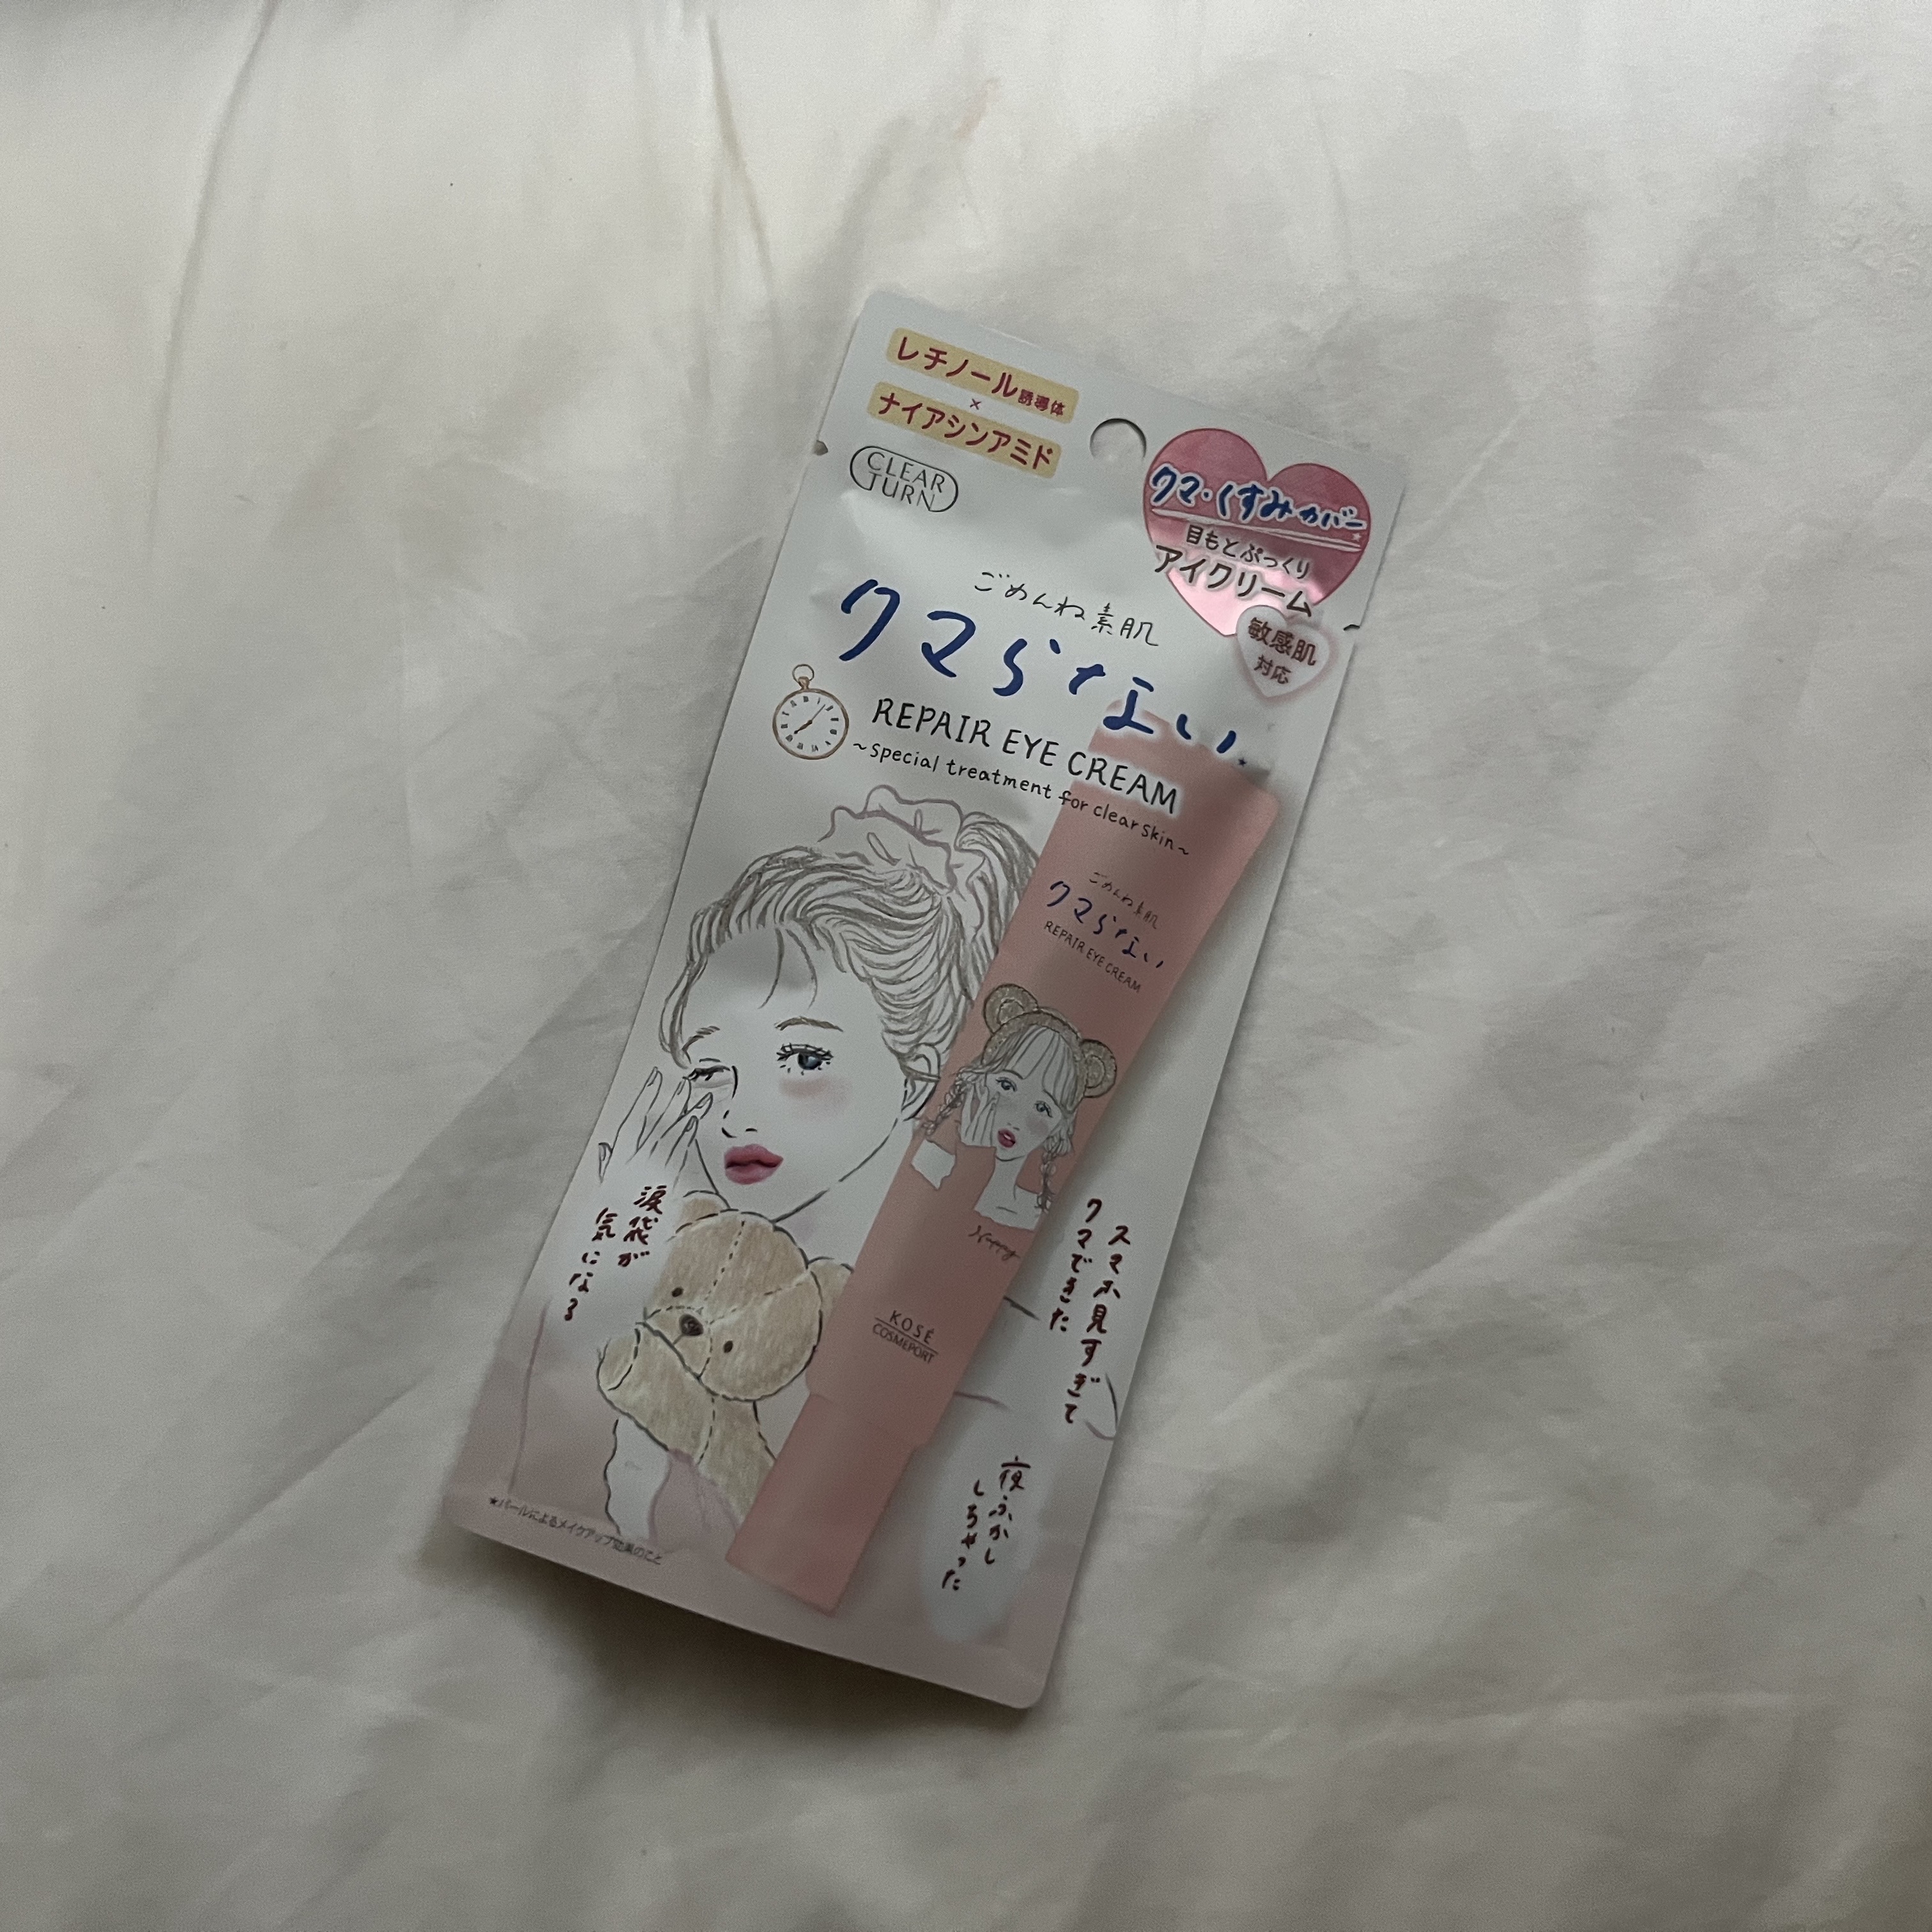 レチノール誘導体
×
ナイアシンアミド
CLEAR
TURN
クマ・くすみカバー
目もとぷっくり
アイクリーム
敏感肌
対応
ごめんね素肌
クマらない
REPAIR EYE CREAM
~special treatment for clear skin~
ごめんね素肌
クマらない
REPAIR EYE CREAM
KOSÉ
COSMEPORT
涙袋が
気になる
スマホ見すぎて
クマできた
夜ふかし
しちゃった
★パールによるメイクアップ効果のこと